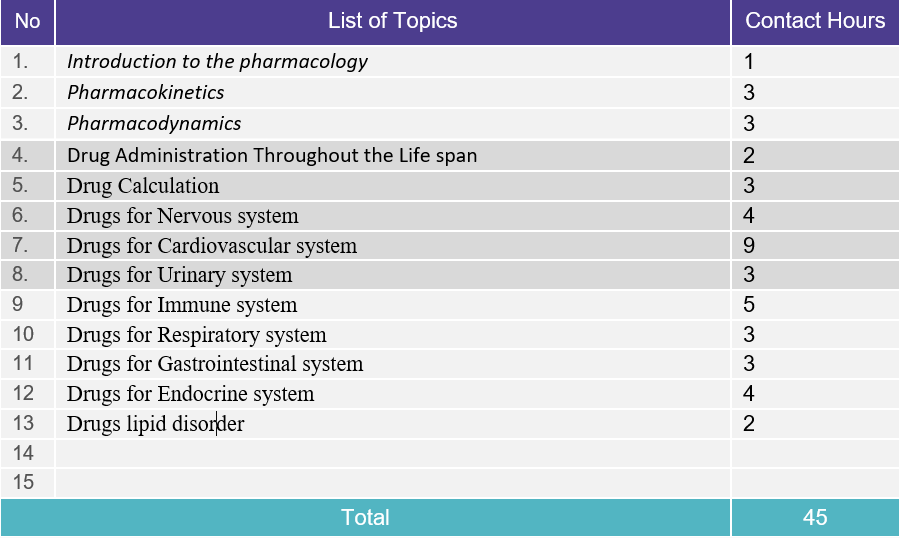 No List of Topics Contact Hours
1. Introduction to the pharmacology 1
2. Pharmacokinetics 3
3. Pharmacodynamics 3
4. Drug Administration Throughout the Life span 2
5. Drug Calculation 3
6. Drugs for Nervous system 4
7. Drugs for Cardiovascular system 9
8. Drugs for Urinary system 3
9 Drugs for Immune system 5
10 Drugs for Respiratory system 3
11 Drugs for Gastrointestinal system 3
12 Drugs for Endocrine system 4
13 Drugs lipid disorder 2
14
15
Total 45